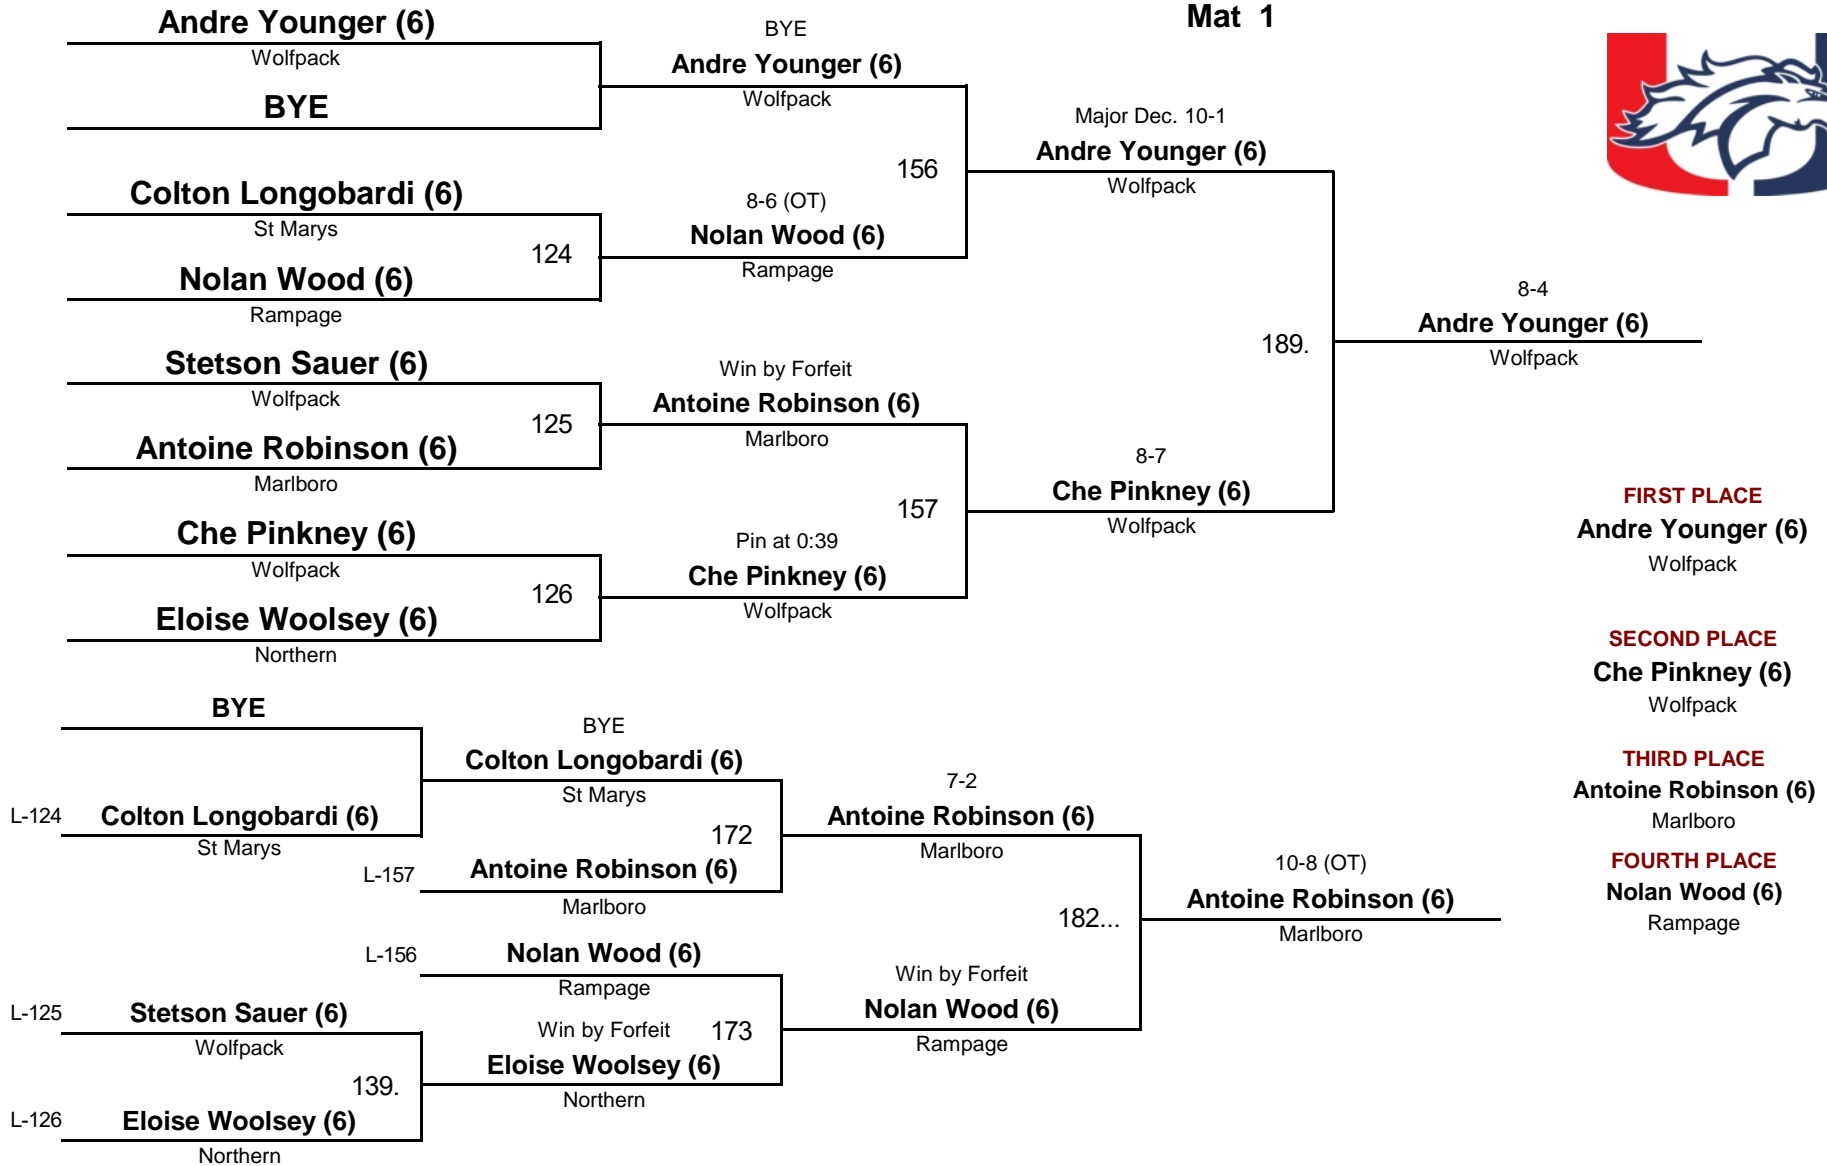 Mat 1
Andre Younger (6)
Wolfpack
BYE
Colton Longobardi (6)
St Marys
124
Nolan Wood (6)
Rampage
Stetson Sauer (6)
Wolfpack
125
Antoine Robinson (6)
Marlboro
Che Pinkney (6)
Wolfpack
126
Eloise Woolsey (6)
Northern
BYE
Andre Younger (6)
Wolfpack
156
8-6 (OT)
Nolan Wood (6)
Rampage
Win by Forfeit
Antoine Robinson (6)
Marlboro
157
Pin at 0:39
Che Pinkney (6)
Wolfpack
Major Dec. 10-1
Andre Younger (6)
Wolfpack
189.
8-7
Che Pinkney (6)
Wolfpack
8-4
Andre Younger (6)
Wolfpack
FIRST PLACE
Andre Younger (6)
Wolfpack
SECOND PLACE
Che Pinkney (6)
Wolfpack
THIRD PLACE
Antoine Robinson (6)
Marlboro
FOURTH PLACE
Nolan Wood (6)
Rampage
BYE
L-124 Colton Longobardi (6)
St Marys
L-125 Stetson Sauer (6)
Wolfpack
139.
L-126 Eloise Woolsey (6)
Northern
BYE
Colton Longobardi (6)
St Marys
172
L-157 Antoine Robinson (6)
Marlboro
L-156 Nolan Wood (6)
Rampage
Win by Forfeit 173
Eloise Woolsey (6)
Northern
7-2
Antoine Robinson (6)
Marlboro
182...
Win by Forfeit
Nolan Wood (6)
Rampage
10-8 (OT)
Antoine Robinson (6)
Marlboro